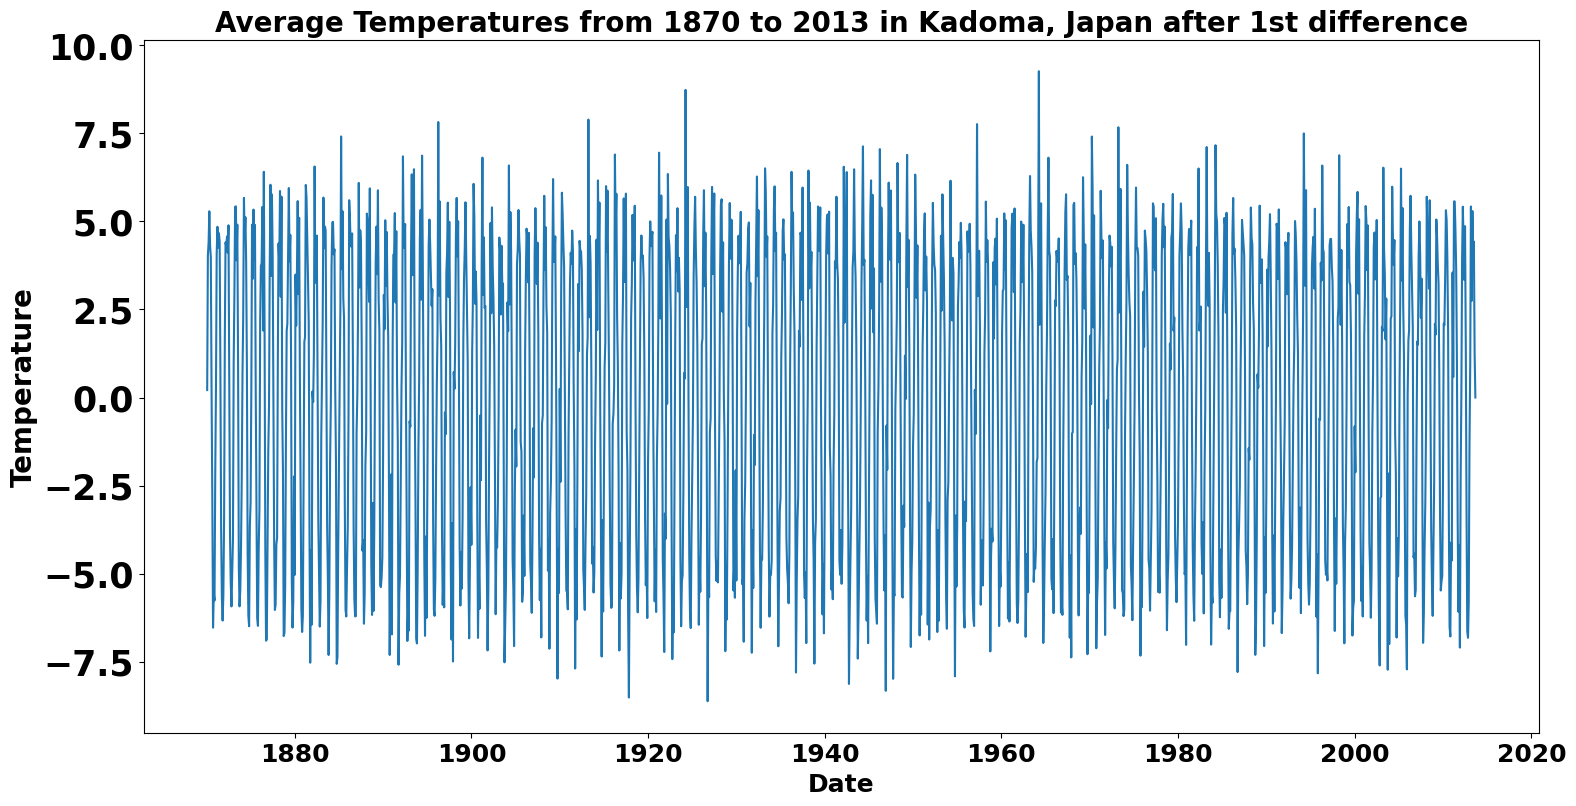 Average Temperatures from 1870 to 2013 in Kadoma, Japan after 1st difference
10.0
7.5
5.0
2.5
0.0
−2.5
−5.0
−7.5
Temperature
1880 1900 1920 1940 1960 1980 2000 2020
Date